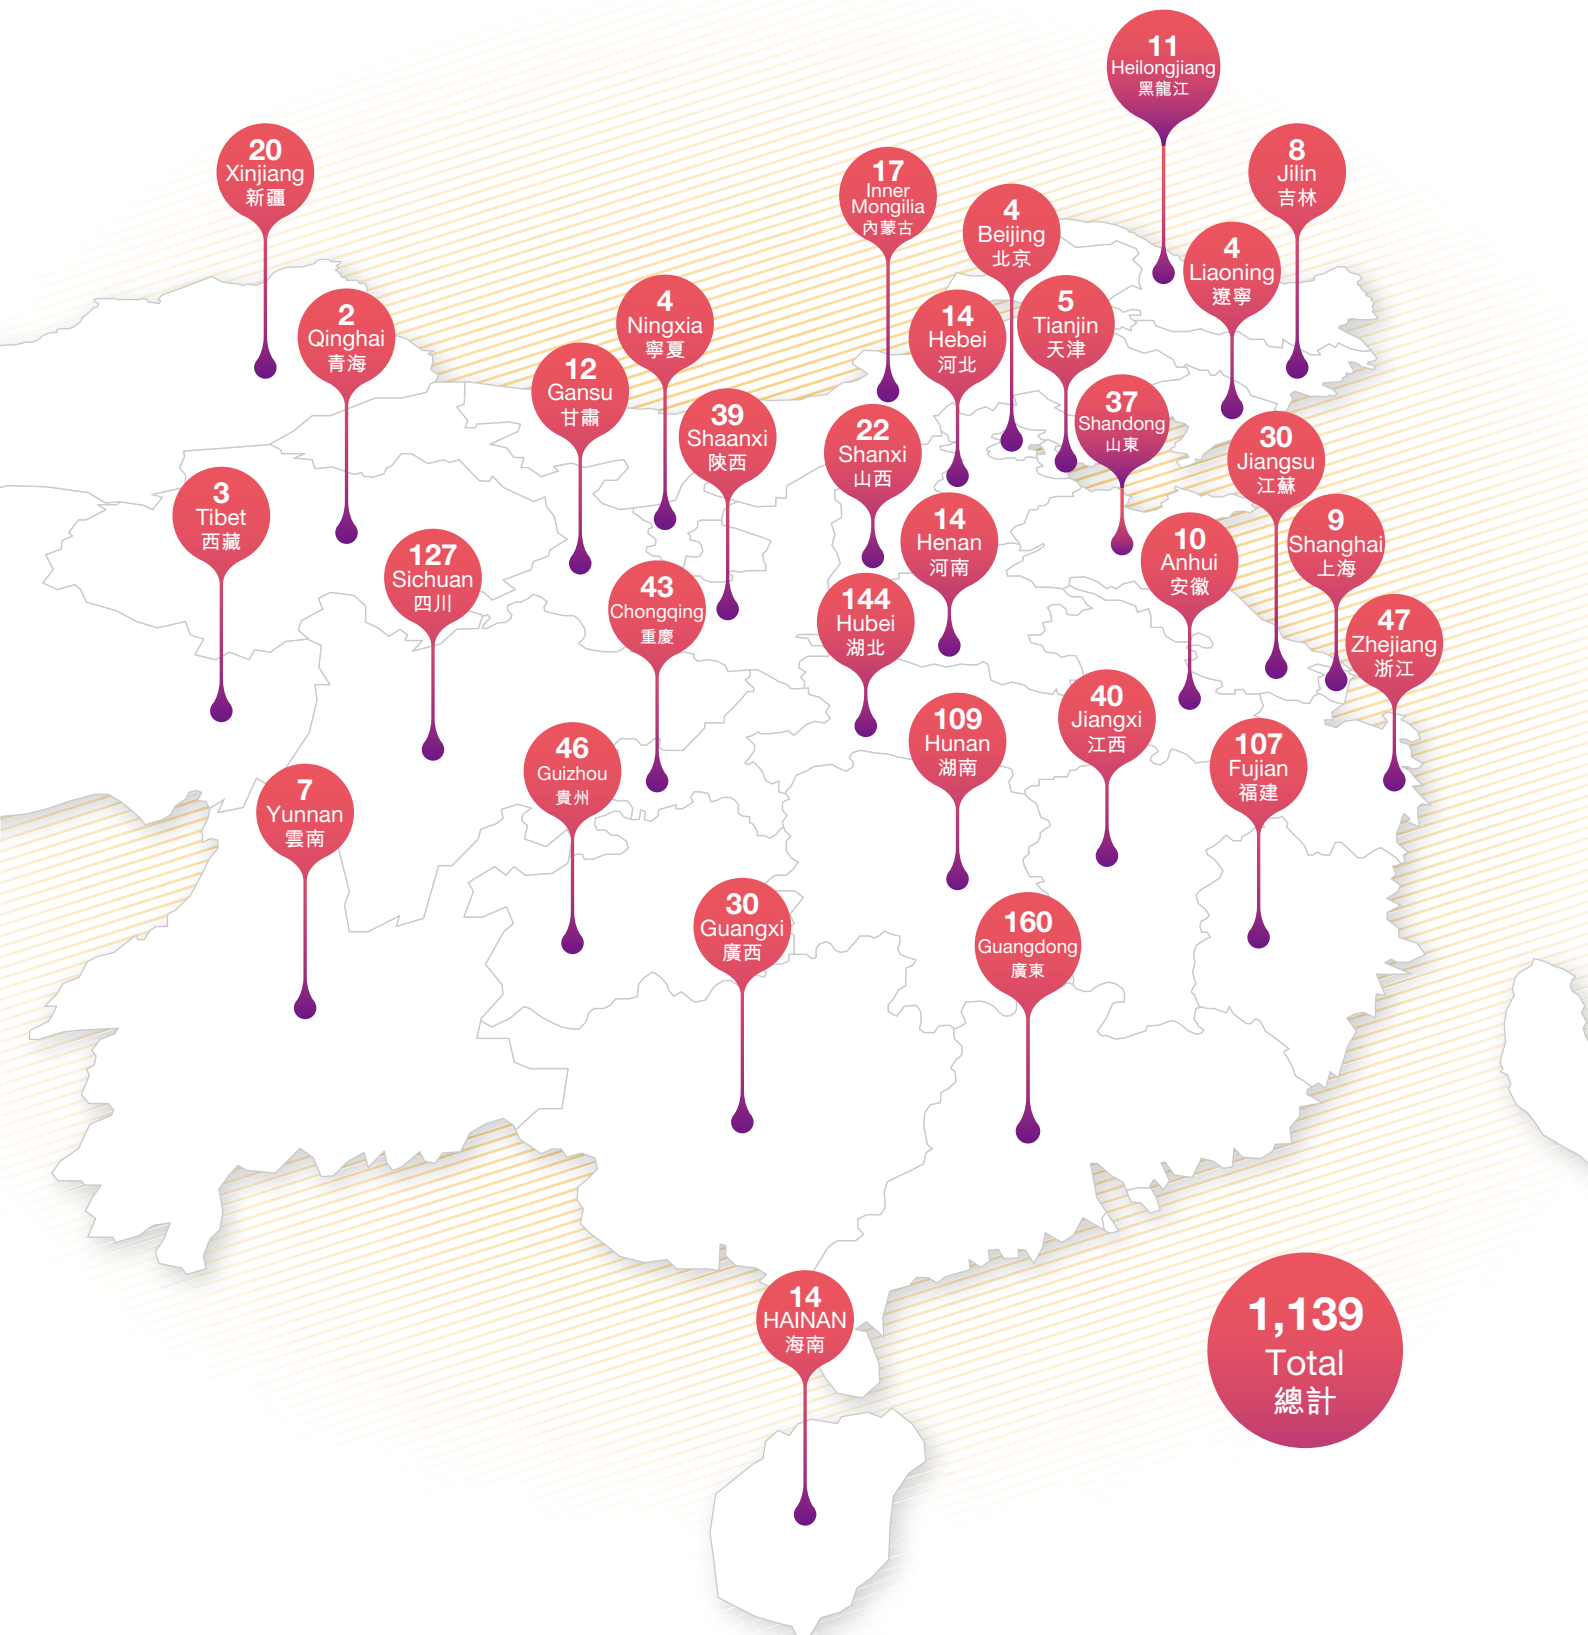 11
Heilongjiang
黑龍江
20
Xinjiang
新疆
17
Inner
Mongilia
內蒙古
8
Jilin
吉林
4
Beijing
北京
4
Liaoning
遼寧
2
Qinghai
青海
4
Ningxia
寧夏
14
Hebei
河北
5
Tianjin
天津
12
Gansu
甘肅
39
Shaanxi
陝西
22
Shanxi
山西
37
Shandong
山東
30
Jiangsu
江蘇
3
Tibet
西藏
127
Sichuan
四川
43
Chongqing
重慶
144
Hubei
湖北
14
Henan
河南
10
Anhui
安徽
9
Shanghai
上海
47
Zhejiang
浙江
46
Guizhou
貴州
109
Hunan
湖南
40
Jiangxi
江西
107
Fujian
福建
7
Yunnan
雲南
30
Guangxi
廣西
160
Guangdong
廣東
14
HAINAN
海南
1,139
Total
總計